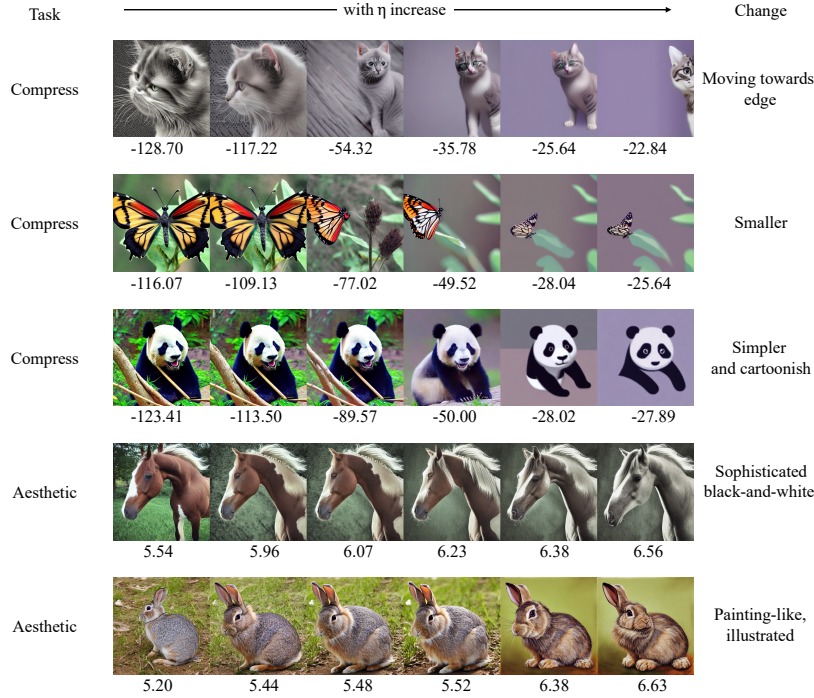 Task with η increase Change
Compress Moving towards
edge
-128.70 -117.22 -54.32 -35.78 -25.64 -22.84
Compress Smaller
-116.07 -109.13 -77.02 -49.52 -28.04 -25.64
Compress Simpler
and cartoonish
-123.41 -113.50 -89.57 -50.00 -28.02 -27.89
Aesthetic Sophisticated
black-and-white
5.54 5.96 6.07 6.23 6.38 6.56
Aesthetic Painting-like,
illustrated
5.20 5.44 5.48 5.52 6.38 6.63